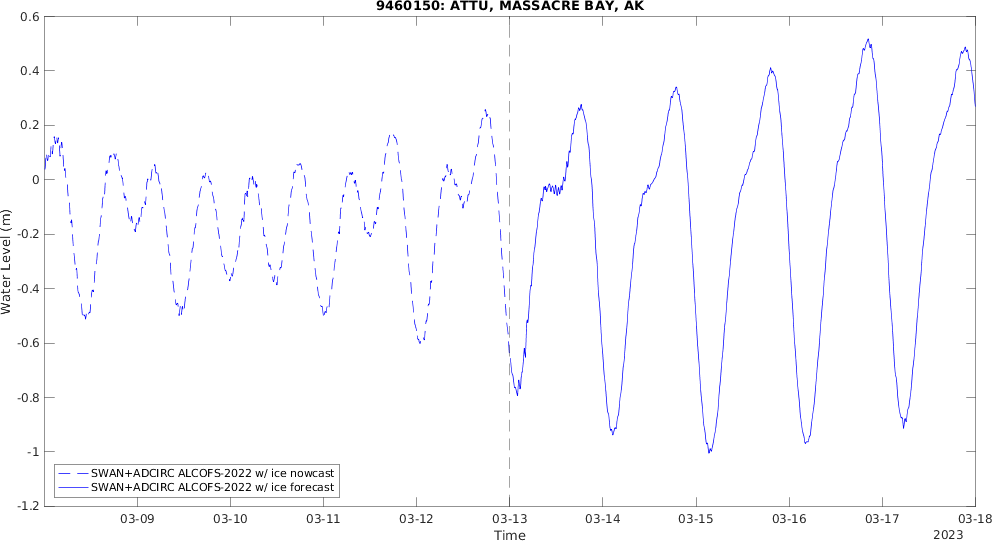 9460150: ATTU, MASSACRE BAY, AK
0.6
0.4
0.2
0
-0.2
-0.4
-0.6
-0.8
-1
-1.2
Water Level (m)
SWAN+ADCIRC ALCOFS-2022 w/ ice nowcast
SWAN+ADCIRC ALCOFS-2022 w/ ice forecast
03-09 03-10 03-11 03-12 03-13 03-14 03-15 03-16 03-17 03-18
Time
2023